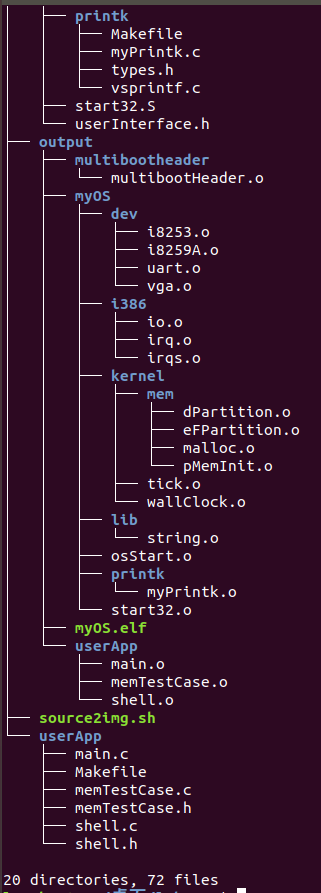 printk
Makefile
myPrintk.c
types.h
vsprintf.c
start32.S
userInterface.h
output
multibootheader
multibootHeader.o
myOS
dev
i8253.o
i8259A.o
uart.o
vga.o
i386
io.o
irq.o
irqs.o
kernel
mem
dPartition.o
eFPartition.o
malloc.o
pMemInit.o
tick.o
wallClock.o
lib
string.o
osStart.o
printk
myPrintk.o
start32.o
myOS.elf
userApp
main.o
memTestCase.o
shell.o
source2img.sh
userApp
main.c
Makefile
memTestCase.c
memTestCase.h
shell.c
shell.h
20 directories, 72 files